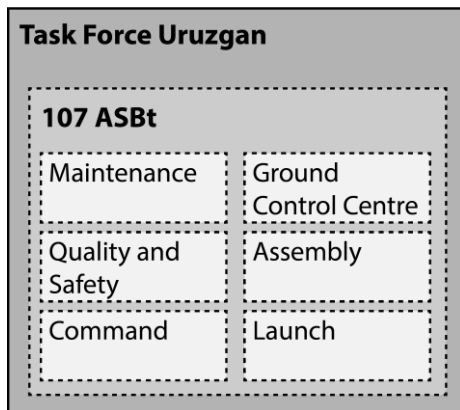 Task Force Uruzgan
107 ASBt
Maintenance
Ground
Control Centre
Quality and
Safety
Assembly
Command
Launch